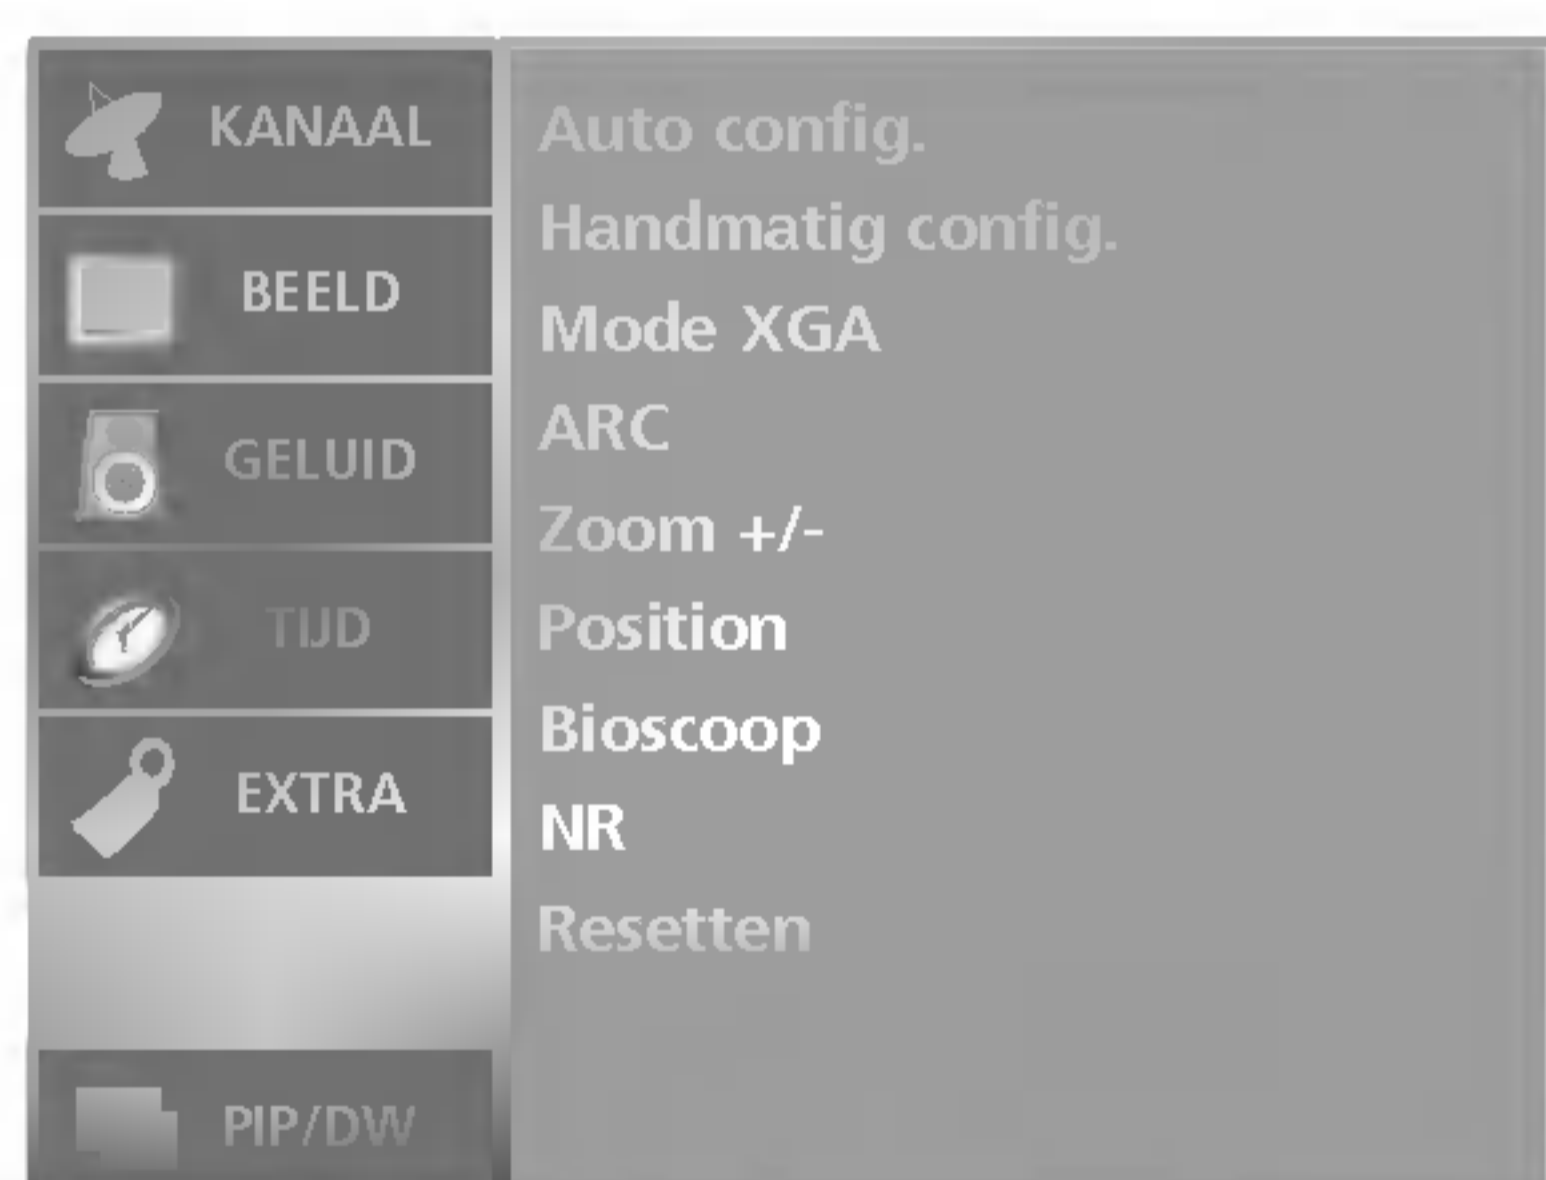 KANAAL
BEELD
GELUID
TIJD
EXTRA
PIP/DW
Auto config.
Handmatig config.
Mode XGA
ARC
Zoom +/-
Position
Bioscoop
NR
Resetten